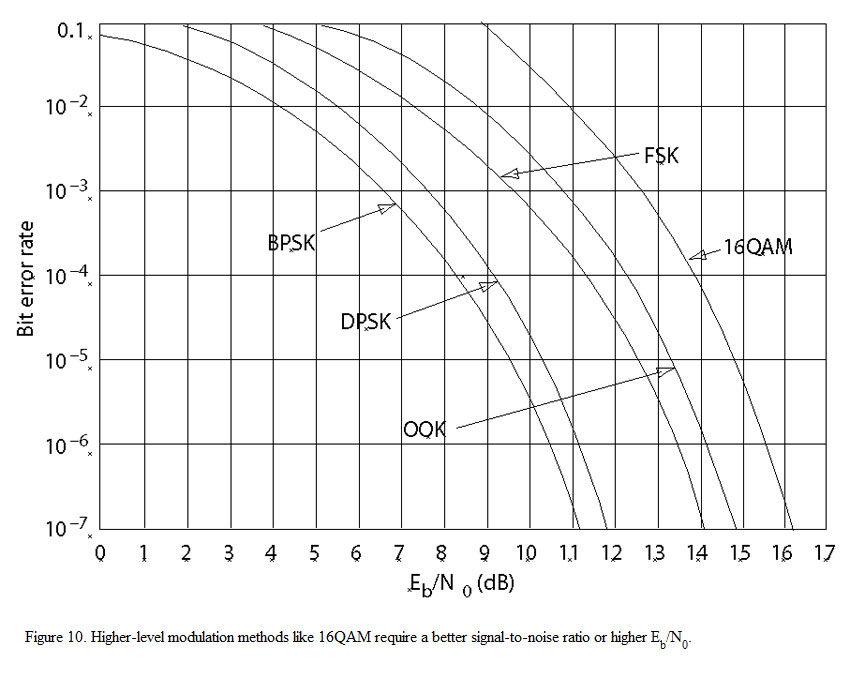 0.1
10⁻²
10⁻³
10⁻⁴
10⁻⁵
10⁻⁶
10⁻⁷
Bit error rate
FSK
BPSK
16QAM
DPSK
OQK
0 1 2 3 4 5 6 7 8 9 10 11 12 13 14 15 16 17
Eb/N 0 (dB)
Figure 10. Higher-level modulation methods like 16QAM require a better signal-to-noise ratio or higher Eb/N0.